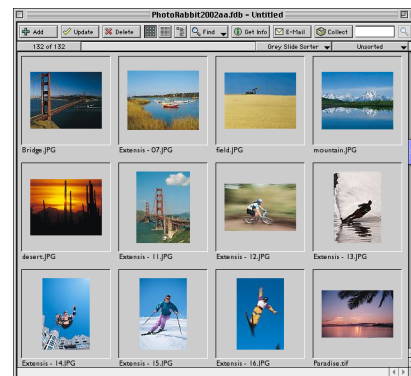 PhotoRabbit2002aa.fdb - Untitled
Add Update Delete Find Get Info E-Mail Collect
132 of 132 Grey Slide Sorter Unsorted
Bridge.JPG Extensis - 07.JPG field.JPG mountain.JPG
desert.JPG Extensis - 11.JPG Extensis - 12.JPG Extensis - 13.JPG
Extensis - 14.JPG Extensis - 15.JPG Extensis - 16.JPG Paradise.tif